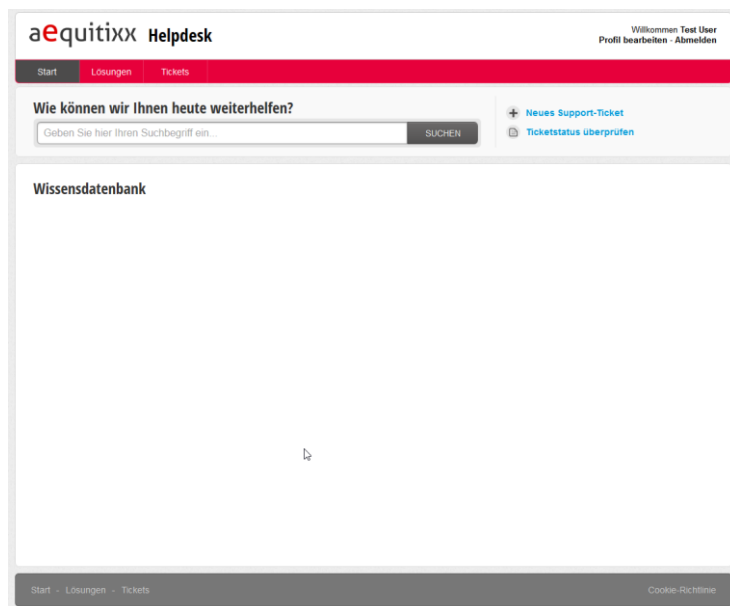 aequitixx Helpdesk
Willkommen Test User
Profil bearbeiten - Abmelden
Start Lösungen Tickets
Wie können wir Ihnen heute weiterhelfen?
Geben Sie hier Ihren Suchbegriff ein... SUCHEN
Neues Support-Ticket
Ticketstatus überprüfen
Wissensdatenbank
Start - Lösungen - Tickets Cookie-Richtlinie